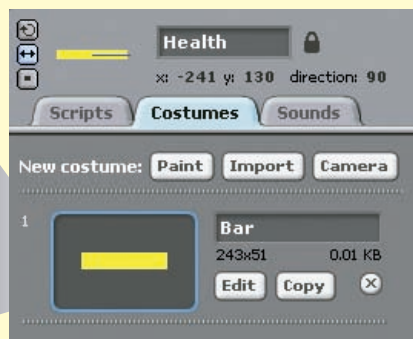 Health
x: -241 y: 130 direction: 90
Scripts Costumes Sounds
New costume: Paint Import Camera
1
Bar
243x51 0.01 KB
Edit Copy